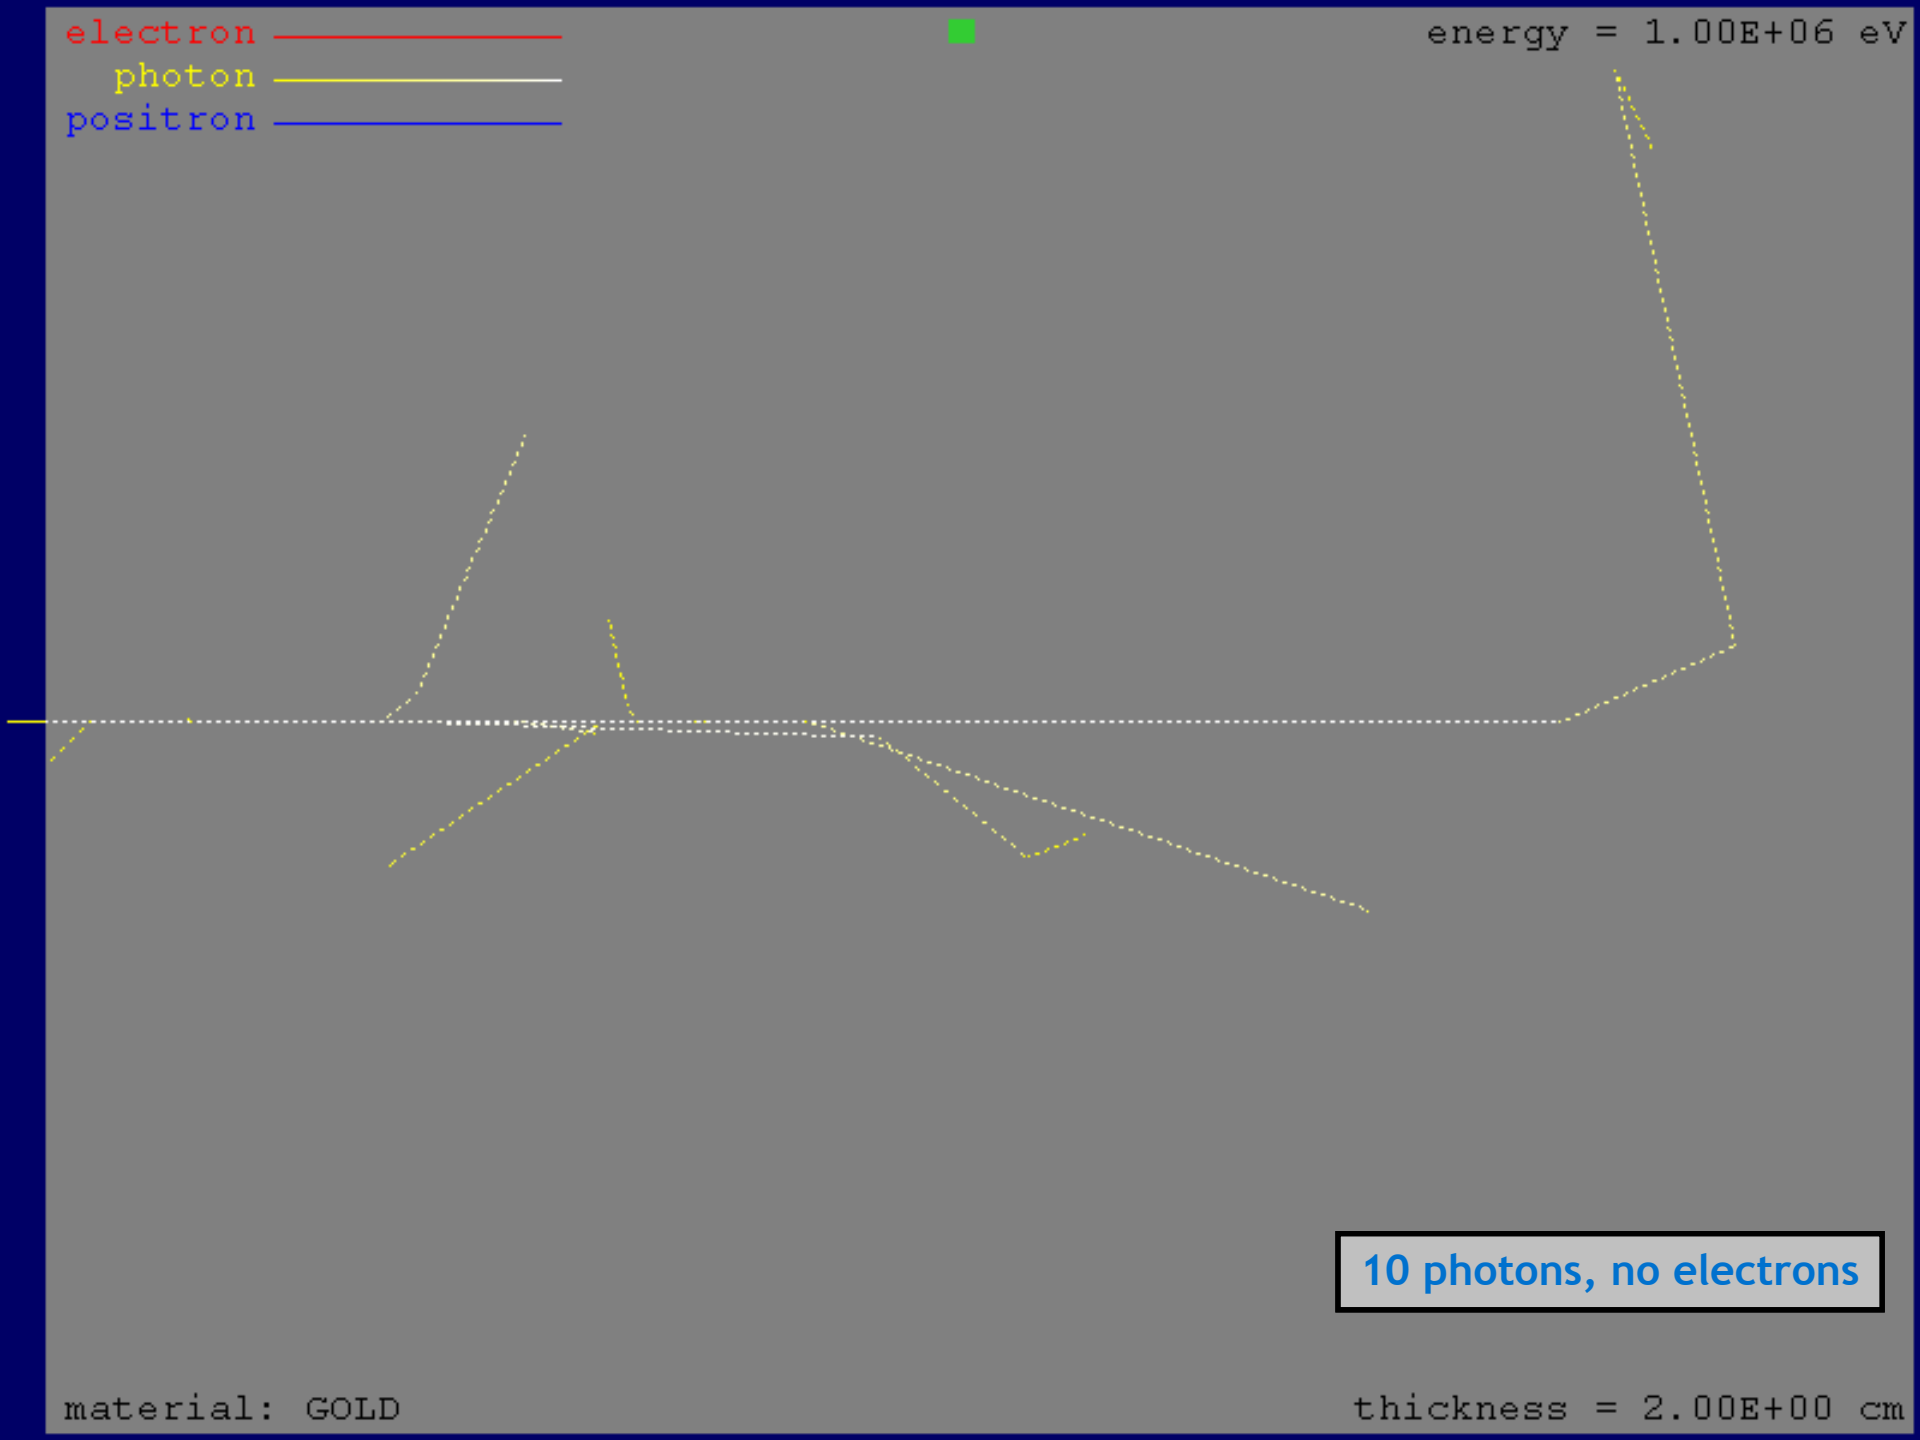 electron
energy = 1.00E+06 eV
photon
positron
10 photons, no electrons
material: GOLD
thickness = 2.00E+00 cm